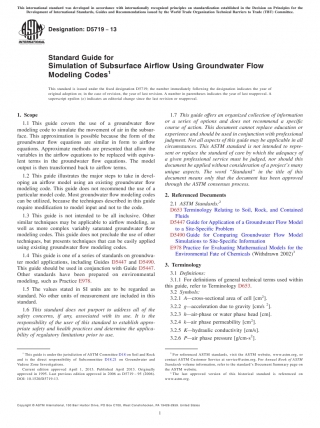 This international standard was developed in accordance with internationally recognized principles on standardization established in the Decision on Principles for the
Development of International Standards, Guides and Recommendations issued by the World Trade Organization Technical Barriers to Trade (TBT) Committee.
Designation: D5719 − 13
Standard Guide for
Simulation of Subsurface Airflow Using Groundwater Flow
Modeling Codes1
This standard is issued under the fixed designation D5719; the number immediately following the designation indicates the year of
original adoption or, in the case of revision, the year of last revision. A number in parentheses indicates the year of last reapproval. A
superscript epsilon (ε) indicates an editorial change since the last revision or reapproval.
1. Scope
1.1 This guide covers the use of a groundwater flow
modeling code to simulate the movement of air in the subsur-
face. This approximation is possible because the form of the
groundwater flow equations are similar in form to airflow
equations. Approximate methods are presented that allow the
variables in the airflow equations to be replaced with equiva-
lent terms in the groundwater flow equations. The model
output is then transformed back to airflow terms.
1.2 This guide illustrates the major steps to take in devel-
oping an airflow model using an existing groundwater flow
modeling code. This guide does not recommend the use of a
particular model code. Most groundwater flow modeling codes
can be utilized, because the techniques described in this guide
require modification to model input and not to the code.
1.3 This guide is not intended to be all inclusive. Other
similar techniques may be applicable to airflow modeling, as
well as more complex variably saturated groundwater flow
modeling codes. This guide does not preclude the use of other
techniques, but presents techniques that can be easily applied
using existing groundwater flow modeling codes.
1.4 This guide is one of a series of standards on groundwa-
ter model applications, including Guides D5447 and D5490.
This guide should be used in conjunction with Guide D5447.
Other standards have been prepared on environmental
modeling, such as Practice E978.
1.5 The values stated in SI units are to be regarded as
standard. No other units of measurement are included in this
standard.
1.6 This standard does not purport to address all of the
safety concerns, if any, associated with its use. It is the
responsibility of the user of this standard to establish appro-
priate safety and health practices and determine the applica-
bility of regulatory limitations prior to use.
1.7 This guide offers an organized collection of information
or a series of options and does not recommend a specific
course of action. This document cannot replace education or
experience and should be used in conjunction with professional
judgment. Not all aspects of this guide may be applicable in all
circumstances. This ASTM standard is not intended to repre-
sent or replace the standard of care by which the adequacy of
a given professional service must be judged, nor should this
document be applied without consideration of a project's many
unique aspects. The word "Standard" in the title of this
document means only that the document has been approved
through the ASTM consensus process.
2. Referenced Documents
2.1 ASTM Standards:2
D653 Terminology Relating to Soil, Rock, and Contained
Fluids
D5447 Guide for Application of a Groundwater Flow Model
to a Site-Specific Problem
D5490 Guide for Comparing Groundwater Flow Model
Simulations to Site-Specific Information
E978 Practice for Evaluating Mathematical Models for the
Environmental Fate of Chemicals (Withdrawn 2002)3
3. Terminology
3.1 Definitions:
3.1.1 For definitions of general technical terms used within
this guide, refer to Terminology D653.
3.2 Symbols:
3.2.1 A—cross-sectional area of cell [cm2].
3.2.2 g—acceleration due to gravity [cm/s2].
3.2.3 h—air-phase or water phase head [cm].
3.2.4 k—air phase permeability [cm2].
3.2.5 K—hydraulic conductivity [cm/s].
3.2.6 P—air phase pressure [g/cm-s2].
1 This guide is under the jurisdiction of ASTM Committee D18 on Soil and Rock
and is the direct responsibility of Subcommittee D18.21 on Groundwater and
Vadose Zone Investigations.
Current edition approved April 1, 2013. Published April 2013. Originally
approved in 1995. Last previous edition approved in 2006 as D5719 – 95 (2006).
DOI: 10.1520/D5719-13.
2 For referenced ASTM standards, visit the ASTM website, www.astm.org, or
contact ASTM Customer Service at service@astm.org. For Annual Book of ASTM
Standards volume information, refer to the standard's Document Summary page on
the ASTM website.
3 The last approved version of this historical standard is referenced on
www.astm.org.
Copyright © ASTM International, 100 Barr Harbor Drive, PO Box C700, West Conshohocken, PA 19428-2959. United States
1